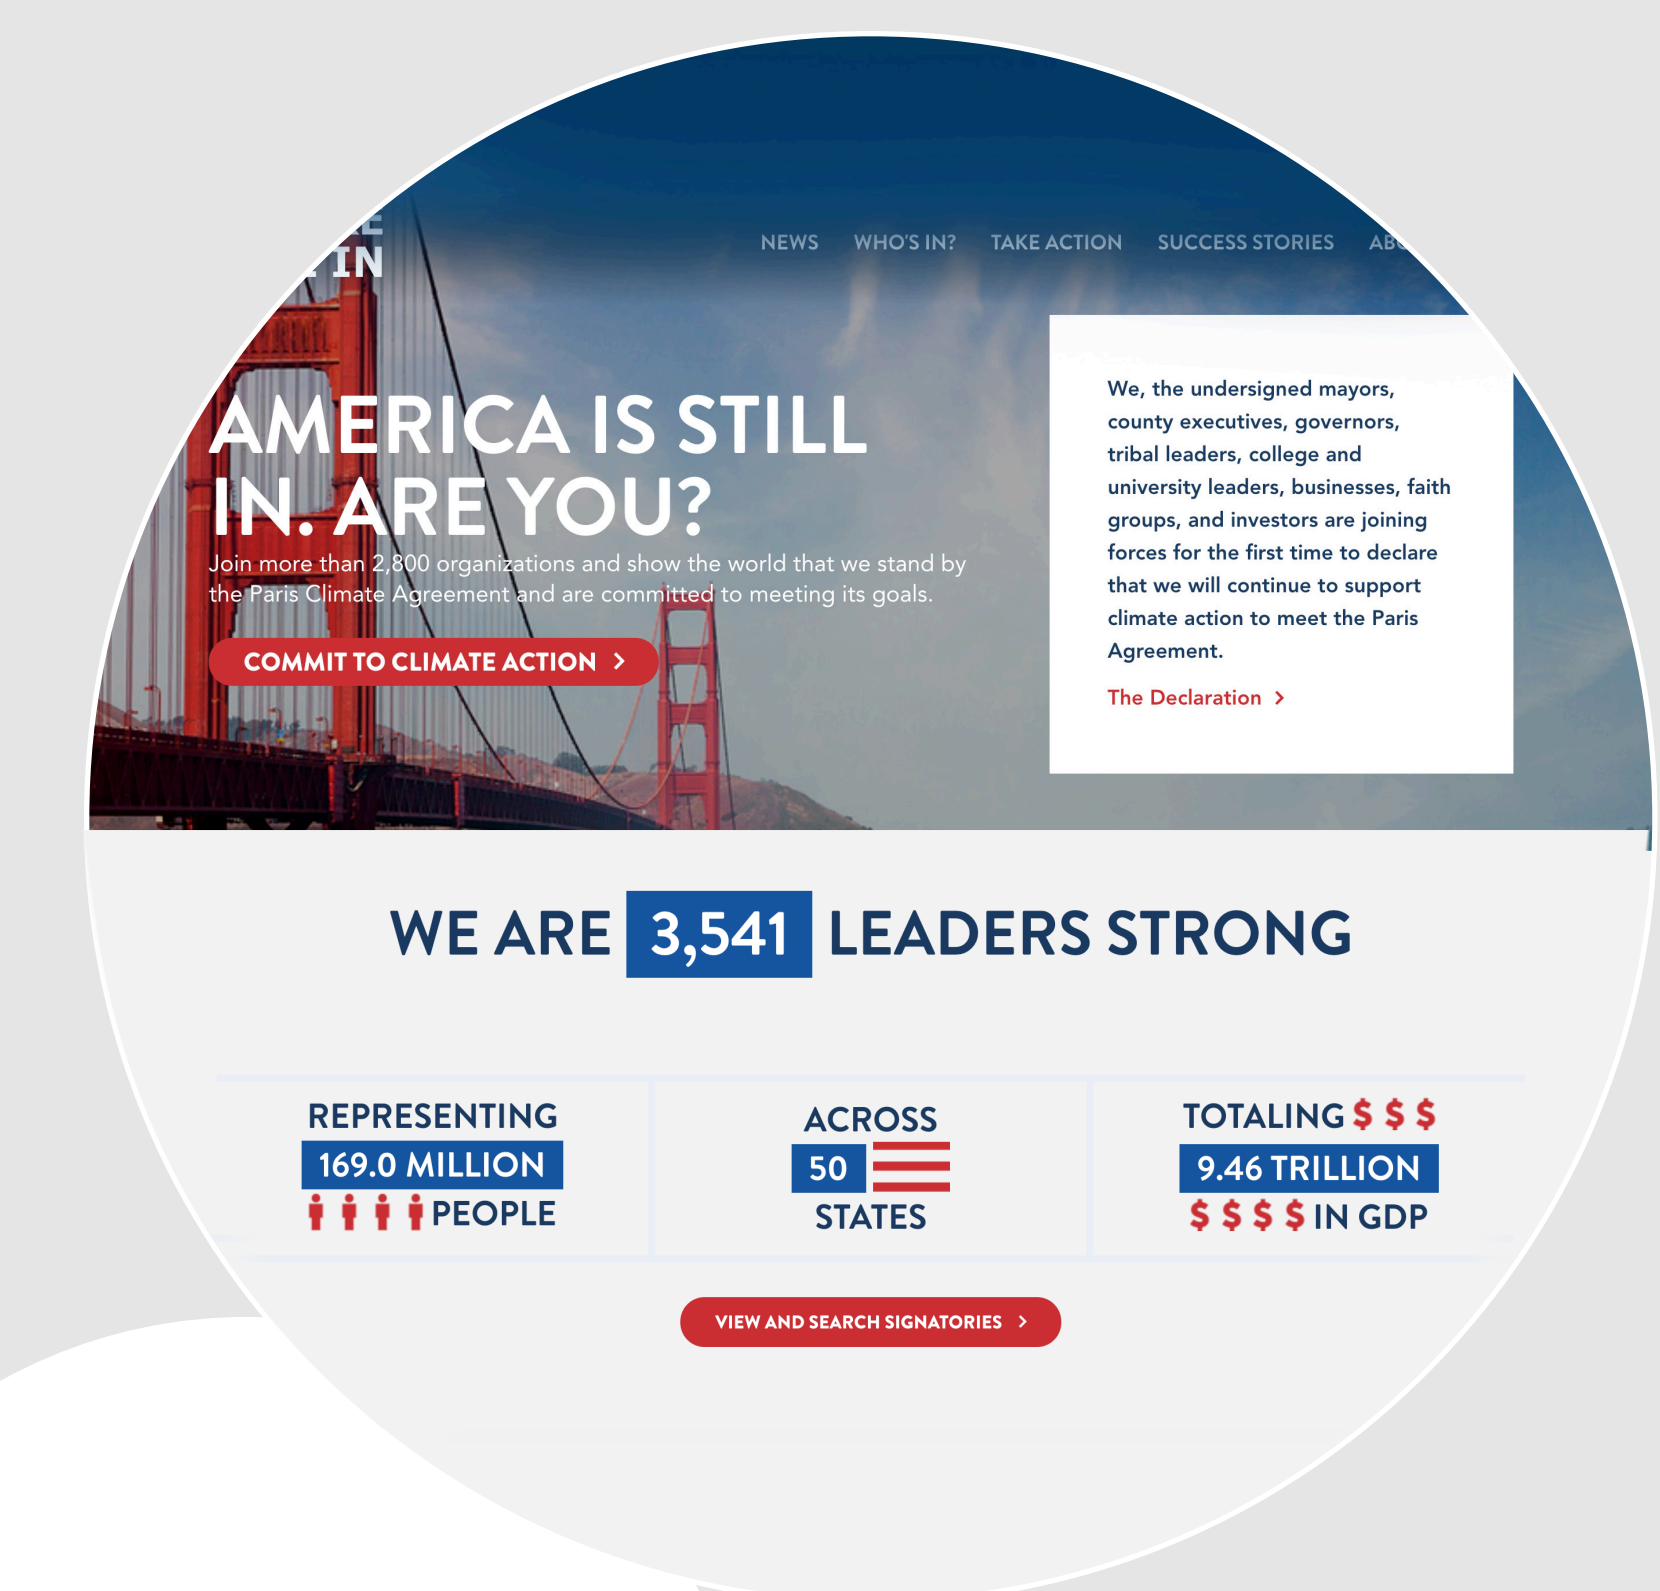 IN
NEWS WHO'S IN? TAKE ACTION SUCCESS STORIES
AMERICA IS STILL
IN. ARE YOU?
Join more than 2,800 organizations and show the world that we stand by
the Paris Climate Agreement and are committed to meeting its goals.
COMMIT TO CLIMATE ACTION
We, the undersigned mayors,
county executives, governors,
tribal leaders, college and
university leaders, businesses, faith
groups, and investors are joining
forces for the first time to declare
that we will continue to support
climate action to meet the Paris
Agreement.
The Declaration
WE ARE 3,541 LEADERS STRONG
REPRESENTING
169.0 MILLION
PEOPLE
ACROSS
50
STATES
TOTALING $ $ $
9.46 TRILLION
$ $ $ $ IN GDP
VIEW AND SEARCH SIGNATORIES